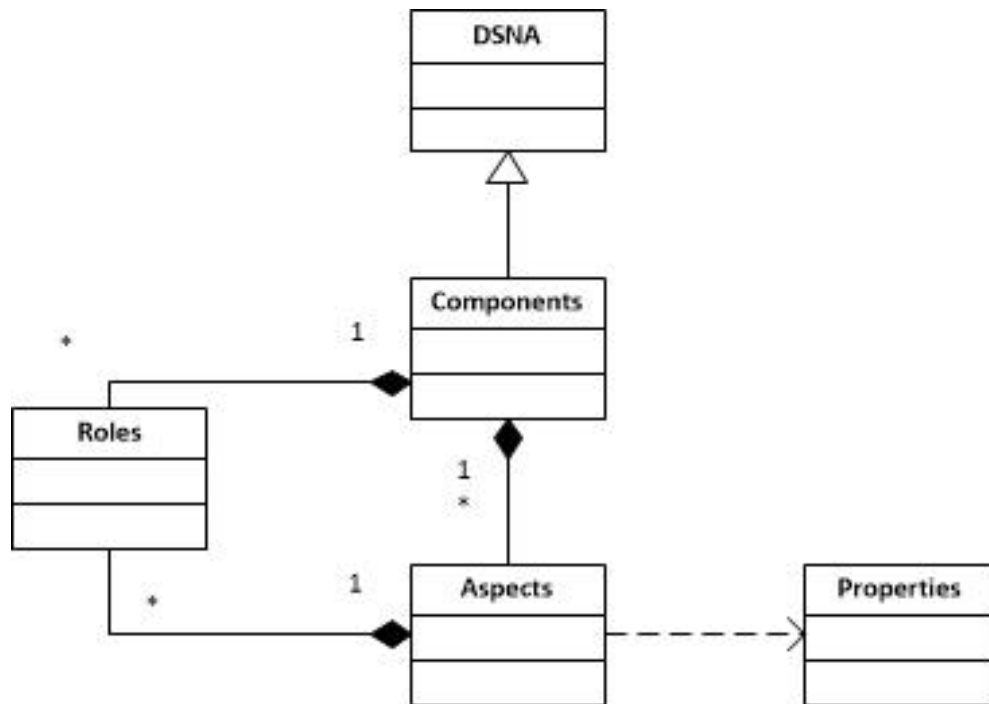 DSNA
Components
* 1
Roles
1
*
* 1
Aspects
Properties